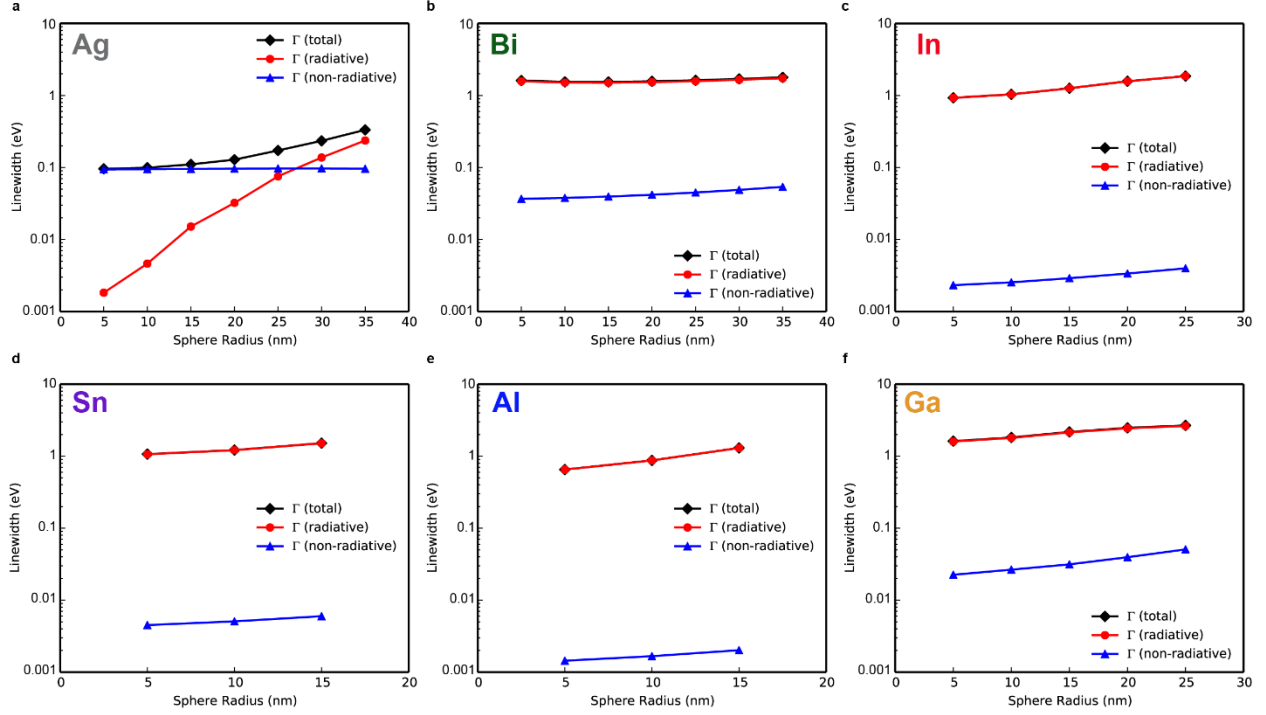 a
Ag
Γ (total)
Γ (radiative)
Γ (non-radiative)
10
1
0.1
0.01
0.001
Linewidth (eV)
0 5 10 15 20 25 30 35 40
Sphere Radius (nm)
b
Bi
10
1
0.1
0.01
0.001
Linewidth (eV)
Γ (total)
Γ (radiative)
Γ (non-radiative)
0 5 10 15 20 25 30 35 40
Sphere Radius (nm)
c
In
10
1
0.1
0.01
0.001
Linewidth (eV)
Γ (total)
Γ (radiative)
Γ (non-radiative)
0 5 10 15 20 25 30
Sphere Radius (nm)
d
Sn
10
1
0.1
0.01
0.001
Linewidth (eV)
Γ (total)
Γ (radiative)
Γ (non-radiative)
0 5 10 15 20
Sphere Radius (nm)
e
Al
10
1
0.1
0.01
0.001
Linewidth (eV)
Γ (total)
Γ (radiative)
Γ (non-radiative)
0 5 10 15 20
Sphere Radius (nm)
f
Ga
10
1
0.1
0.01
0.001
Linewidth (eV)
Γ (total)
Γ (radiative)
Γ (non-radiative)
0 5 10 15 20 25 30
Sphere Radius (nm)